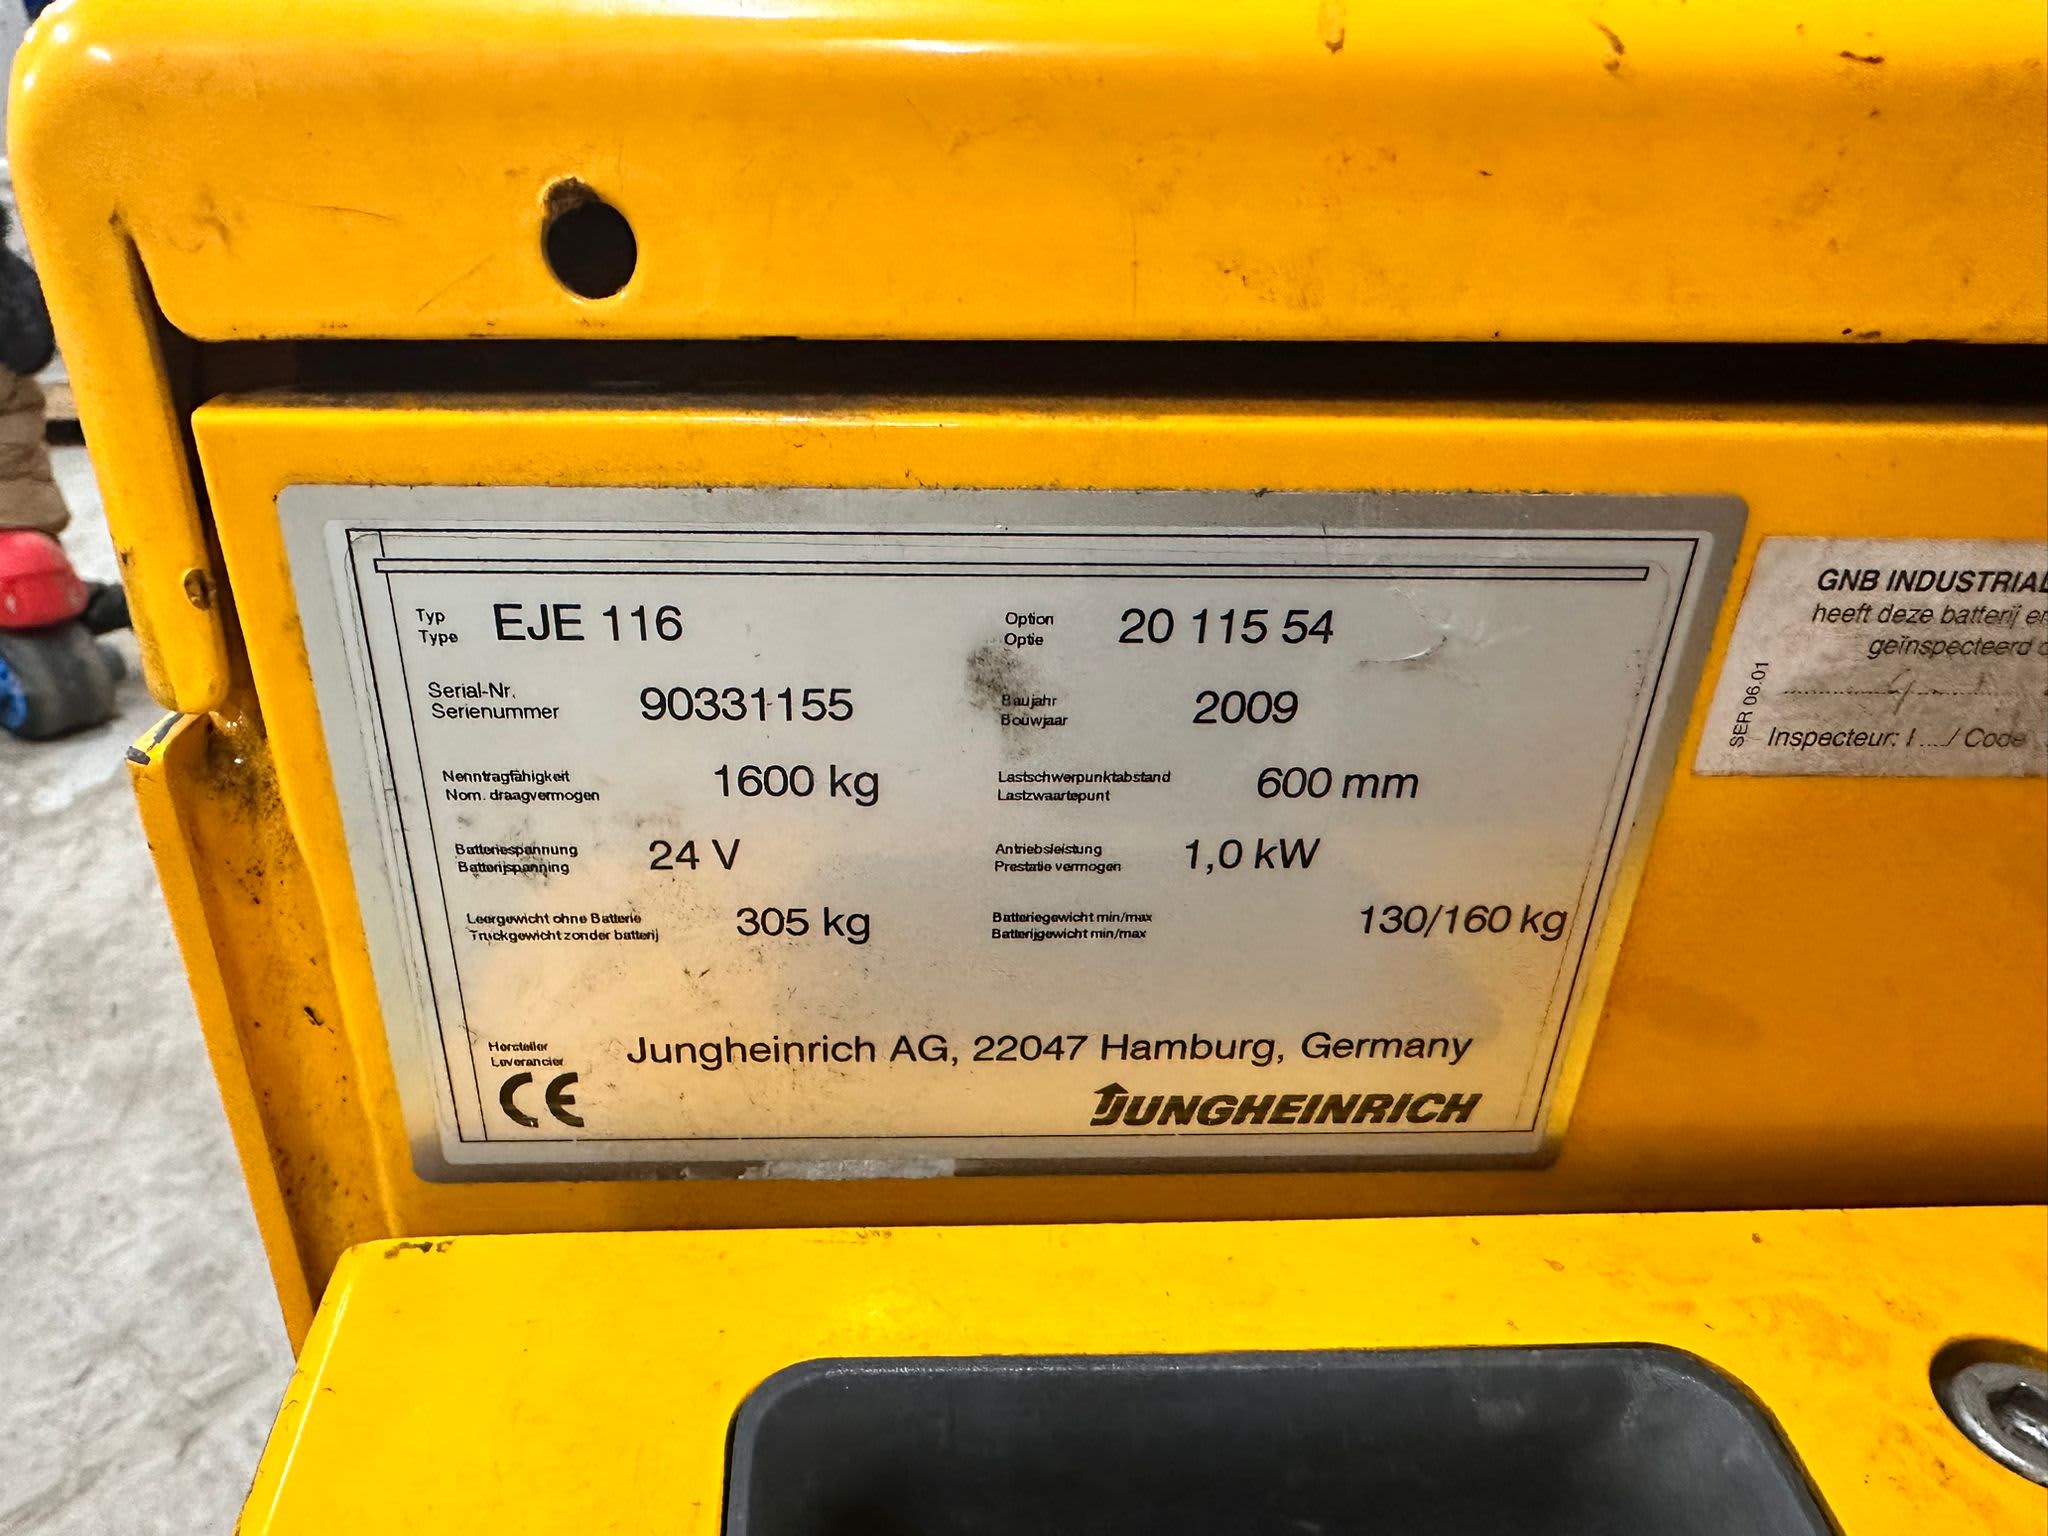 Typ
Type
EJE 116
Option
Optie
20 115 54
Serial-Nr.
Serienummer
90331155
Baujahr
Bouwjaar
2009
Nenntragfähigkeit
Nom. draagvermogen
1600 kg
Lastschwerpunktabstand
Lastzwaartepunt
600 mm
Batteriespannung
Batterijspanning
24 V
Antriebsleistung
Prestatie vermogen
1,0 kW
Leergewicht ohne Batterie
Truckgewicht zonder batterij
305 kg
Batteriegewicht min/max
Batterijgewicht min/max
130/160 kg
Hersteller
Leverancier
Jungheinrich AG, 22047 Hamburg, Germany
CE
JUNGHEINRICH
GNB INDUSTRIAL
heeft deze batterij
geïnspecteerd
SER 06.01
Inspecteur: I..../ Code